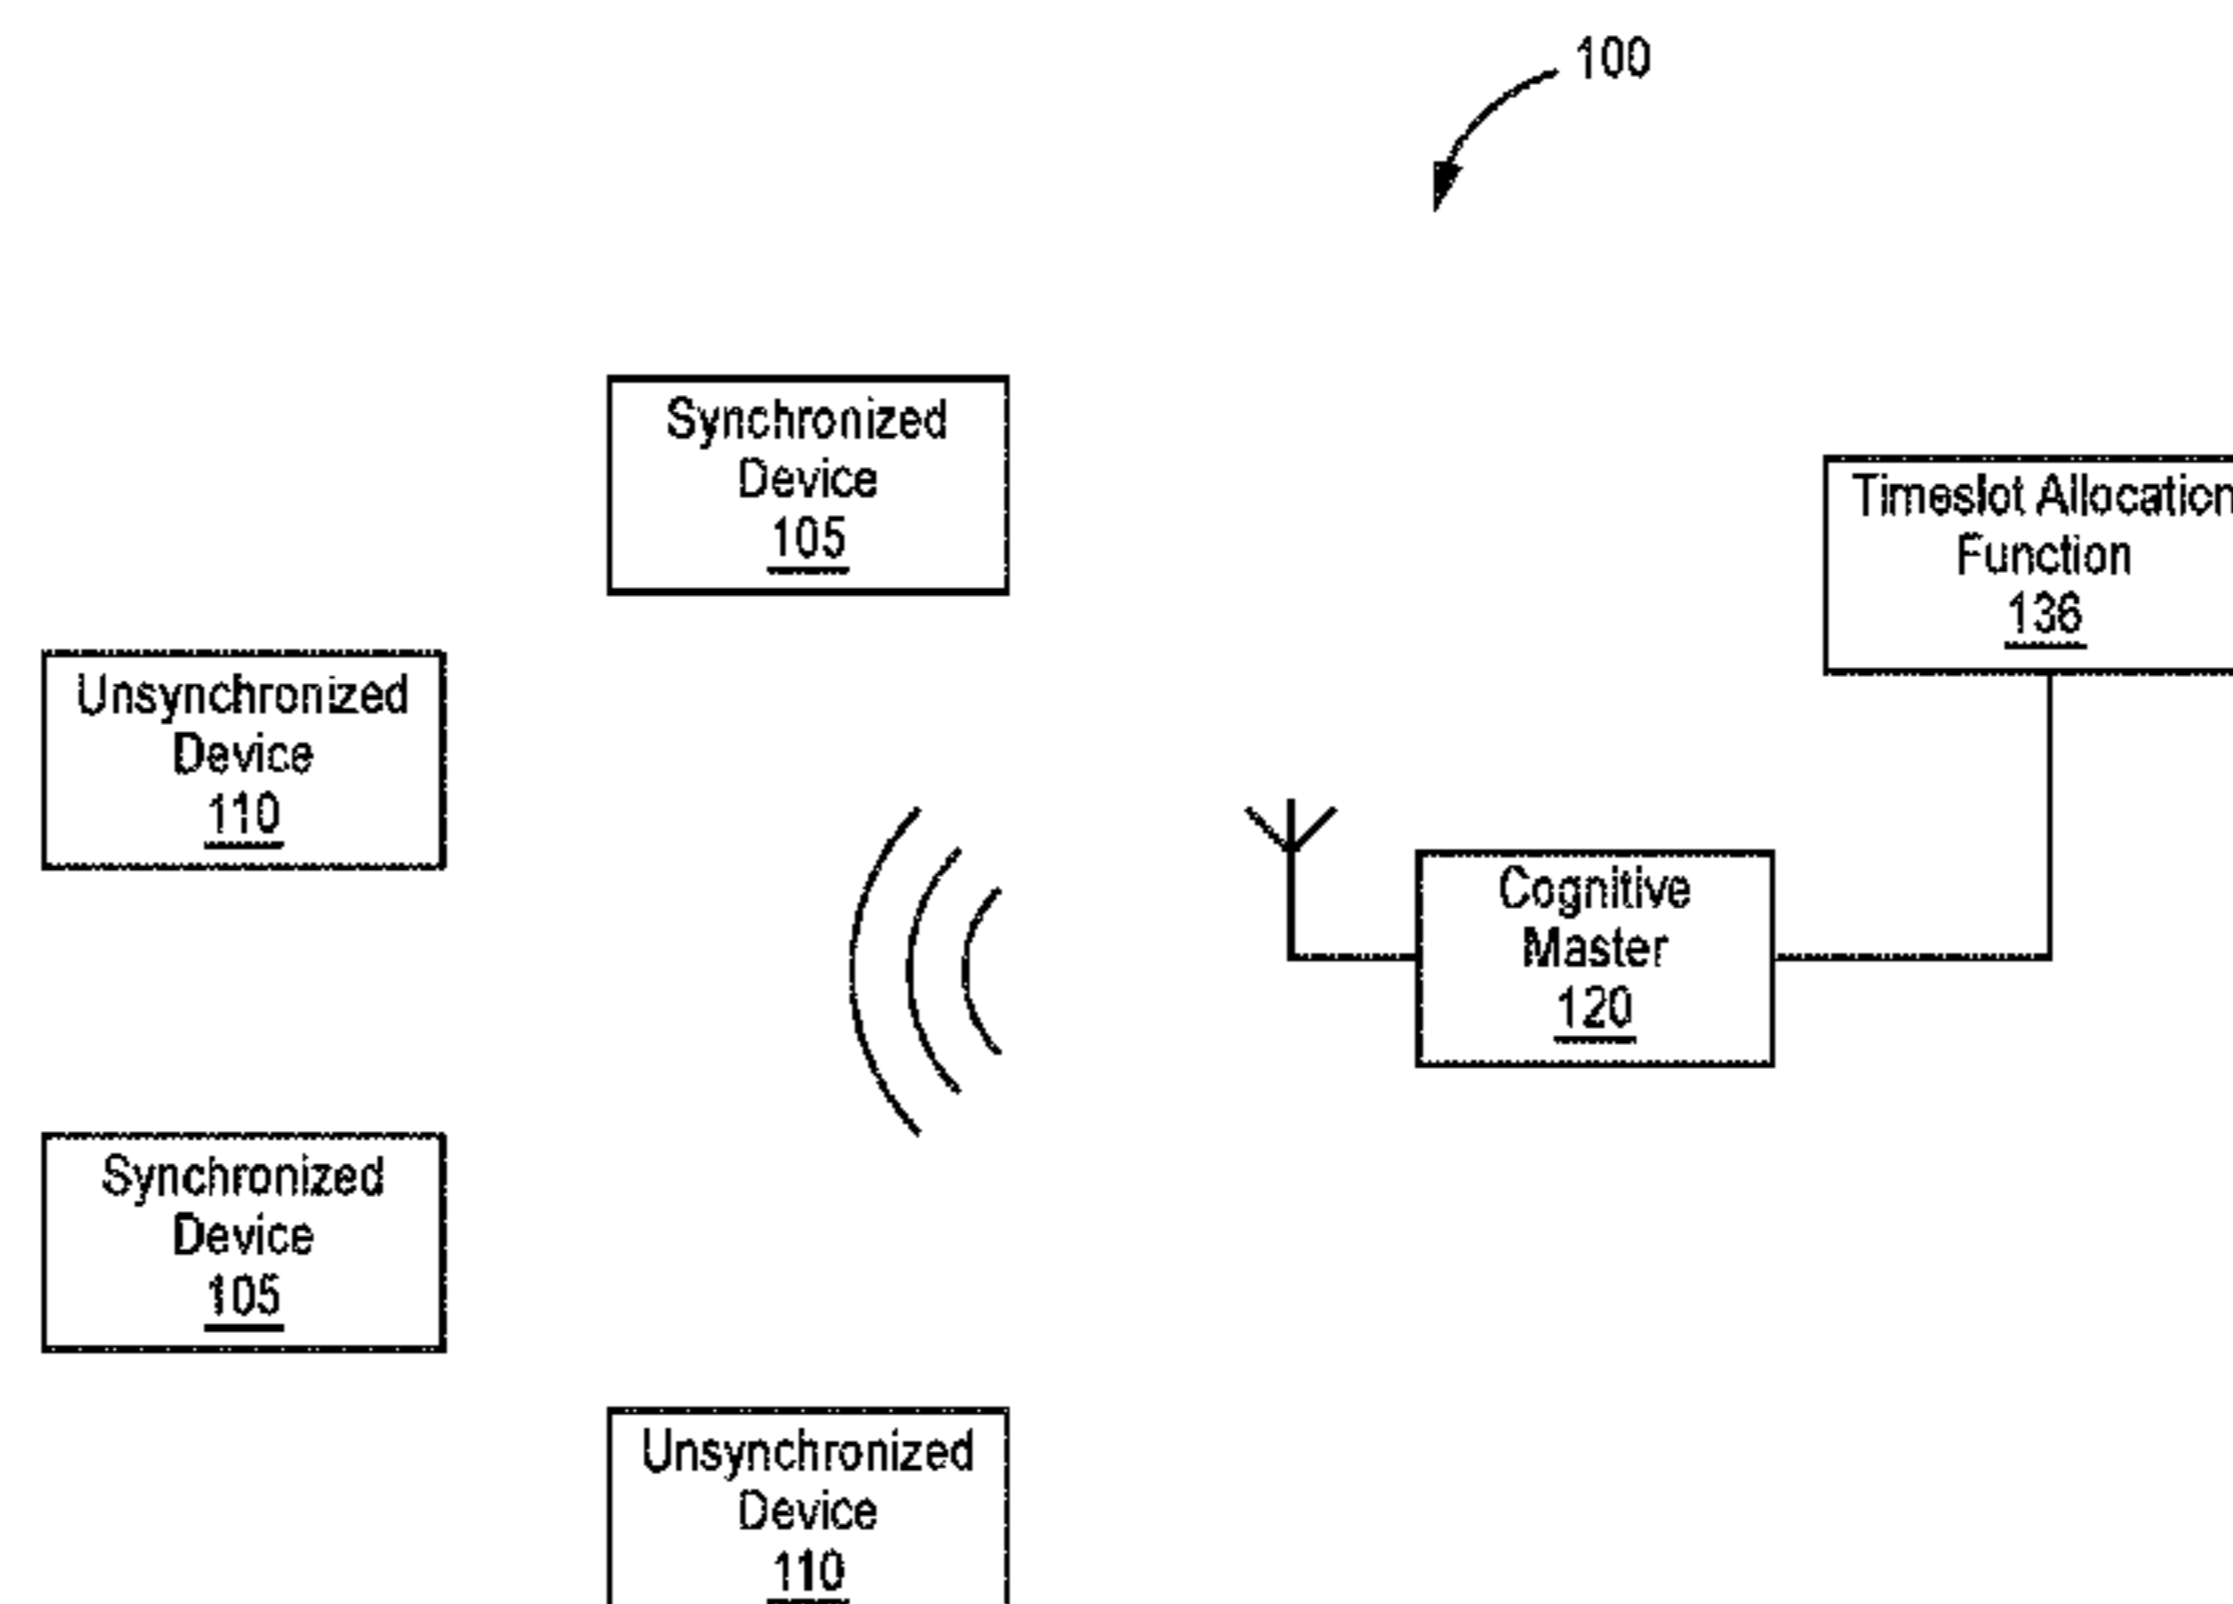 100
Synchronized
Device
105
Timeslot Allocation
Function
136
Unsynchronized
Device
110
Cognitive
Master
120
Synchronized
Device
105
Unsynchronized
Device
110